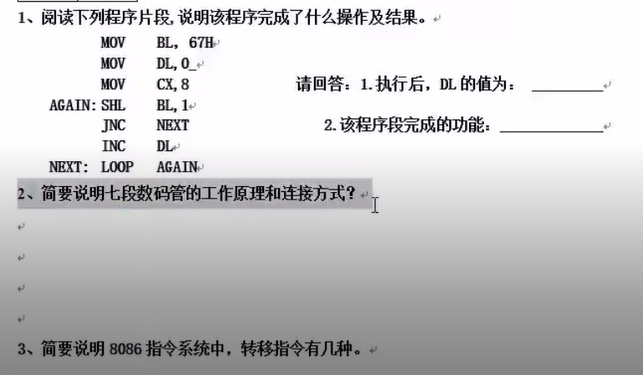 1、阅读下列程序片段,说明该程序完成了什么操作及结果。
MOV BL, 67H
MOV DL,0_
MOV CX,8 请回答：1.执行后，DL的值为： ________
AGAIN: SHL BL,1
JNC NEXT 2.该程序段完成的功能：____________
INC DL
NEXT: LOOP AGAIN
2、简要说明七段数码管的工作原理和连接方式？
3、简要说明 8086 指令系统中，转移指令有几种。